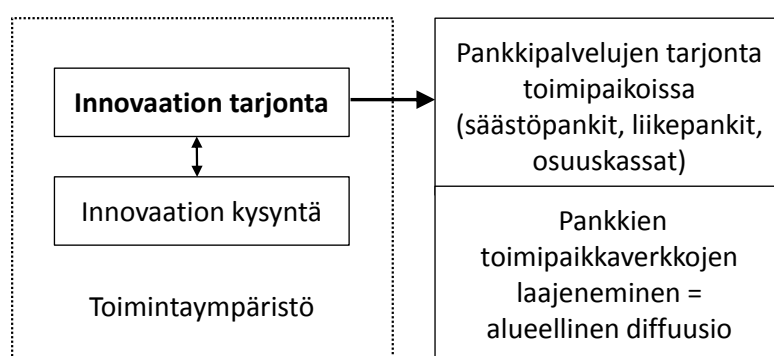 Innovaation tarjonta
Innovaation kysyntä
Toimintaympäristö
Pankkipalvelujen tarjonta
toimipaikoissa
(säästöpankit, liikepankit,
osuuskassat)
Pankkien
toimipaikkaverkkojen
laajeneminen =
alueellinen diffuusio